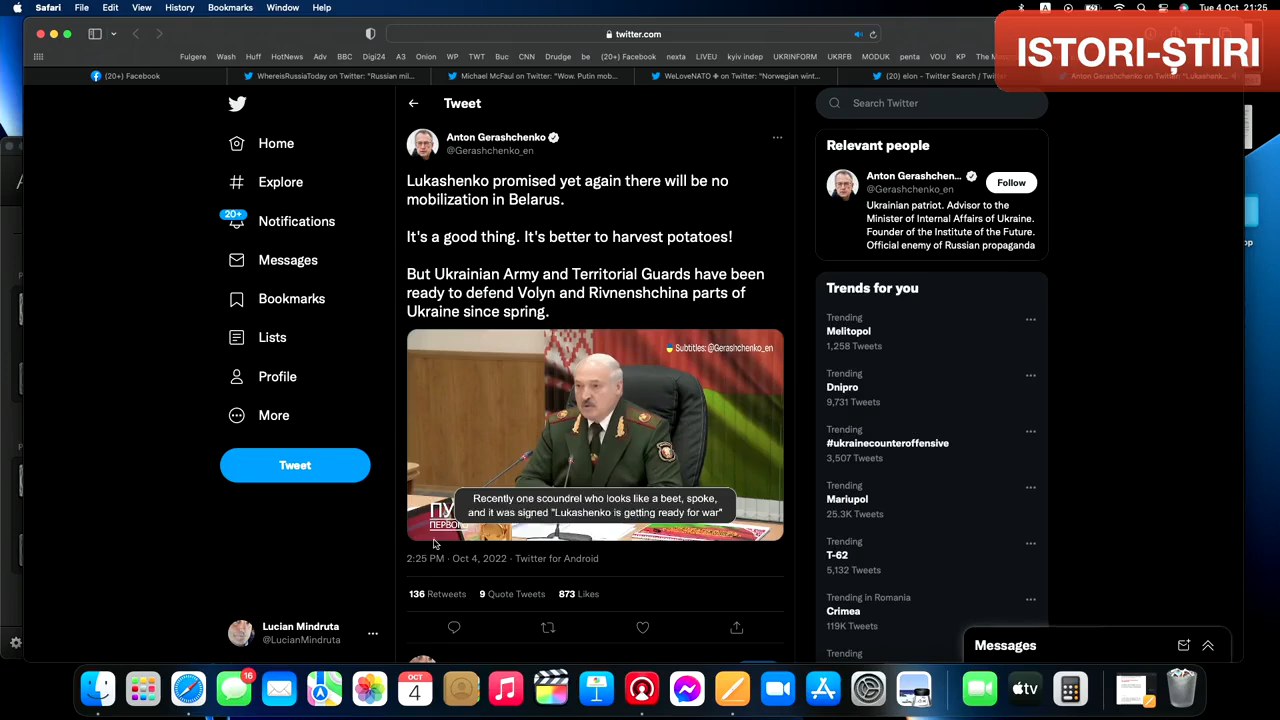 Safari File Edit View History Bookmarks Window Help
Tue 4 Oct 21:25
ISTORI-ȘTIRI
twitter.com
Fulgere Wash Huff HotNews Adv BBC Digi24 A3 Option WP TWT Buc CNN Drudge be (20+) Facebook nexta LIVEU kyiv indep UKRINFORM UKRFB MODUK penta VOU KP
(20+) Facebook
WhereisRussiaToday on Twitter: "Russian mil...
Michael McFaul on Twitter: "Wow. Putin mob...
WeLoveNATO on Twitter: "Norwegian wint...
(20) elon - Twitter Search / Twitter
Anton Gerashchenko on Twitter: "Lukashenk...
Home
Explore
20+
Notifications
Messages
Bookmarks
Lists
Profile
More
Tweet
Lucian Mindruta
@LucianMindruta
Tweet
Anton Gerashchenko
@Gerashchenko_en
Lukashenko promised yet again there will be no
mobilization in Belarus.
It's a good thing. It's better to harvest potatoes!
But Ukrainian Army and Territorial Guards have been
ready to defend Volyn and Rivnenshchina parts of
Ukraine since spring.
Subtitles: @Gerashchenko_en
Recently one scoundrel who looks like a beet, spoke,
and it was signed "Lukashenko is getting ready for war"
ПУ
ПЕРВОГО
2:25 PM · Oct 4, 2022 · Twitter for Android
136 Retweets 9 Quote Tweets 873 Likes
Search Twitter
Relevant people
Anton Gerashchen...
@Gerashchenko_en
Follow
Ukrainian patriot. Advisor to the
Minister of Internal Affairs of Ukraine.
Founder of the Institute of the Future.
Official enemy of Russian propaganda
Trends for you
Trending
Melitopol
1,258 Tweets
Trending
Dnipro
9,731 Tweets
Trending
#ukrainecounteroffensive
3,507 Tweets
Trending
Mariupol
25.3K Tweets
Trending
T-62
5,132 Tweets
Trending in Romania
Crimea
119K Tweets
Trending
Messages
16
OCT
4
tv